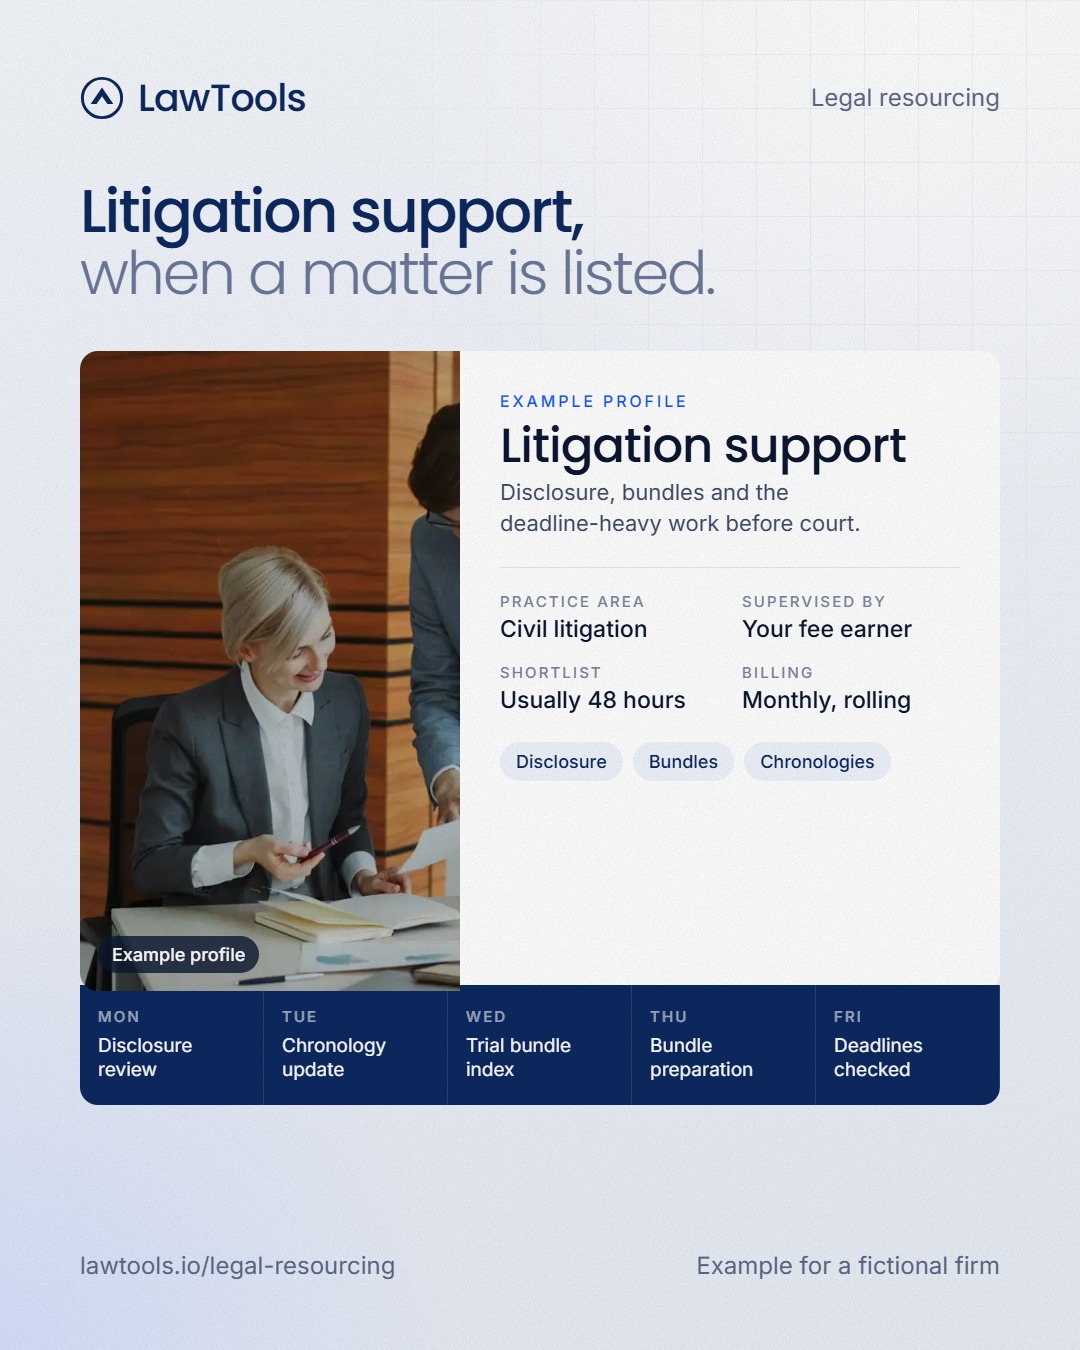 LawTools
Legal resourcing
Litigation support,
when a matter is listed.
EXAMPLE PROFILE
Litigation support
Disclosure, bundles and the
deadline-heavy work before court.
PRACTICE AREA
Civil litigation
SUPERVISED BY
Your fee earner
SHORTLIST
Usually 48 hours
BILLING
Monthly, rolling
Disclosure
Bundles
Chronologies
Example profile
MON
Disclosure
review
TUE
Chronology
update
WED
Trial bundle
index
THU
Bundle
preparation
FRI
Deadlines
checked
lawtools.io/legal-resourcing
Example for a fictional firm